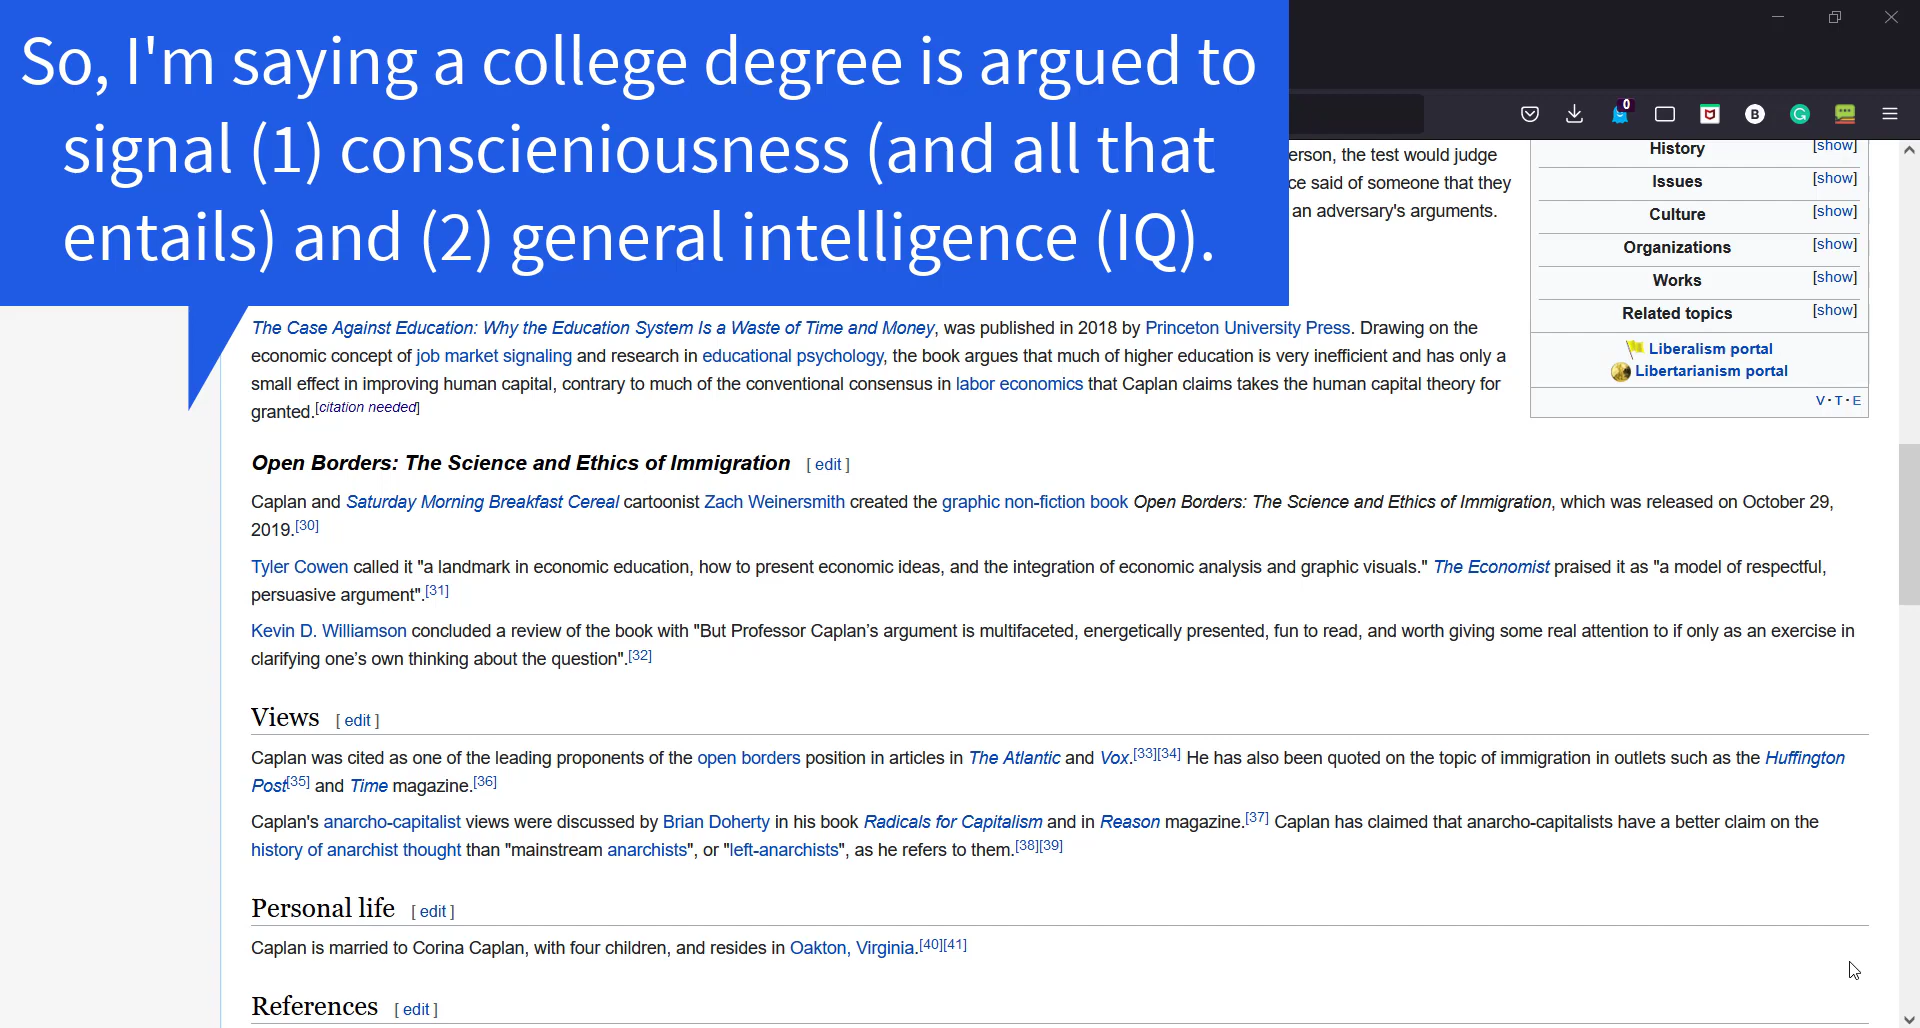 So, I'm saying a college degree is argued to
signal (1) conscieniousness (and all that
entails) and (2) general intelligence (IQ).
0
B
G
erson, the test would judge
ce said of someone that they
an adversary's arguments.
History [show]
Issues [show]
Culture [show]
Organizations [show]
Works [show]
Related topics [show]
Liberalism portal
Libertarianism portal
V · T · E
The Case Against Education: Why the Education System Is a Waste of Time and Money, was published in 2018 by Princeton University Press. Drawing on the
economic concept of job market signaling and research in educational psychology, the book argues that much of higher education is very inefficient and has only a
small effect in improving human capital, contrary to much of the conventional consensus in labor economics that Caplan claims takes the human capital theory for
granted.[citation needed]
Open Borders: The Science and Ethics of Immigration [ edit ]
Caplan and Saturday Morning Breakfast Cereal cartoonist Zach Weinersmith created the graphic non-fiction book Open Borders: The Science and Ethics of Immigration, which was released on October 29,
2019.[30]
Tyler Cowen called it "a landmark in economic education, how to present economic ideas, and the integration of economic analysis and graphic visuals." The Economist praised it as "a model of respectful,
persuasive argument".[31]
Kevin D. Williamson concluded a review of the book with "But Professor Caplan’s argument is multifaceted, energetically presented, fun to read, and worth giving some real attention to if only as an exercise in
clarifying one’s own thinking about the question".[32]
Views [ edit ]
Caplan was cited as one of the leading proponents of the open borders position in articles in The Atlantic and Vox.[33][34] He has also been quoted on the topic of immigration in outlets such as the Huffington
Post[35] and Time magazine.[36]
Caplan's anarcho-capitalist views were discussed by Brian Doherty in his book Radicals for Capitalism and in Reason magazine.[37] Caplan has claimed that anarcho-capitalists have a better claim on the
history of anarchist thought than "mainstream anarchists", or "left-anarchists", as he refers to them.[38][39]
Personal life [ edit ]
Caplan is married to Corina Caplan, with four children, and resides in Oakton, Virginia.[40][41]
References [ edit ]